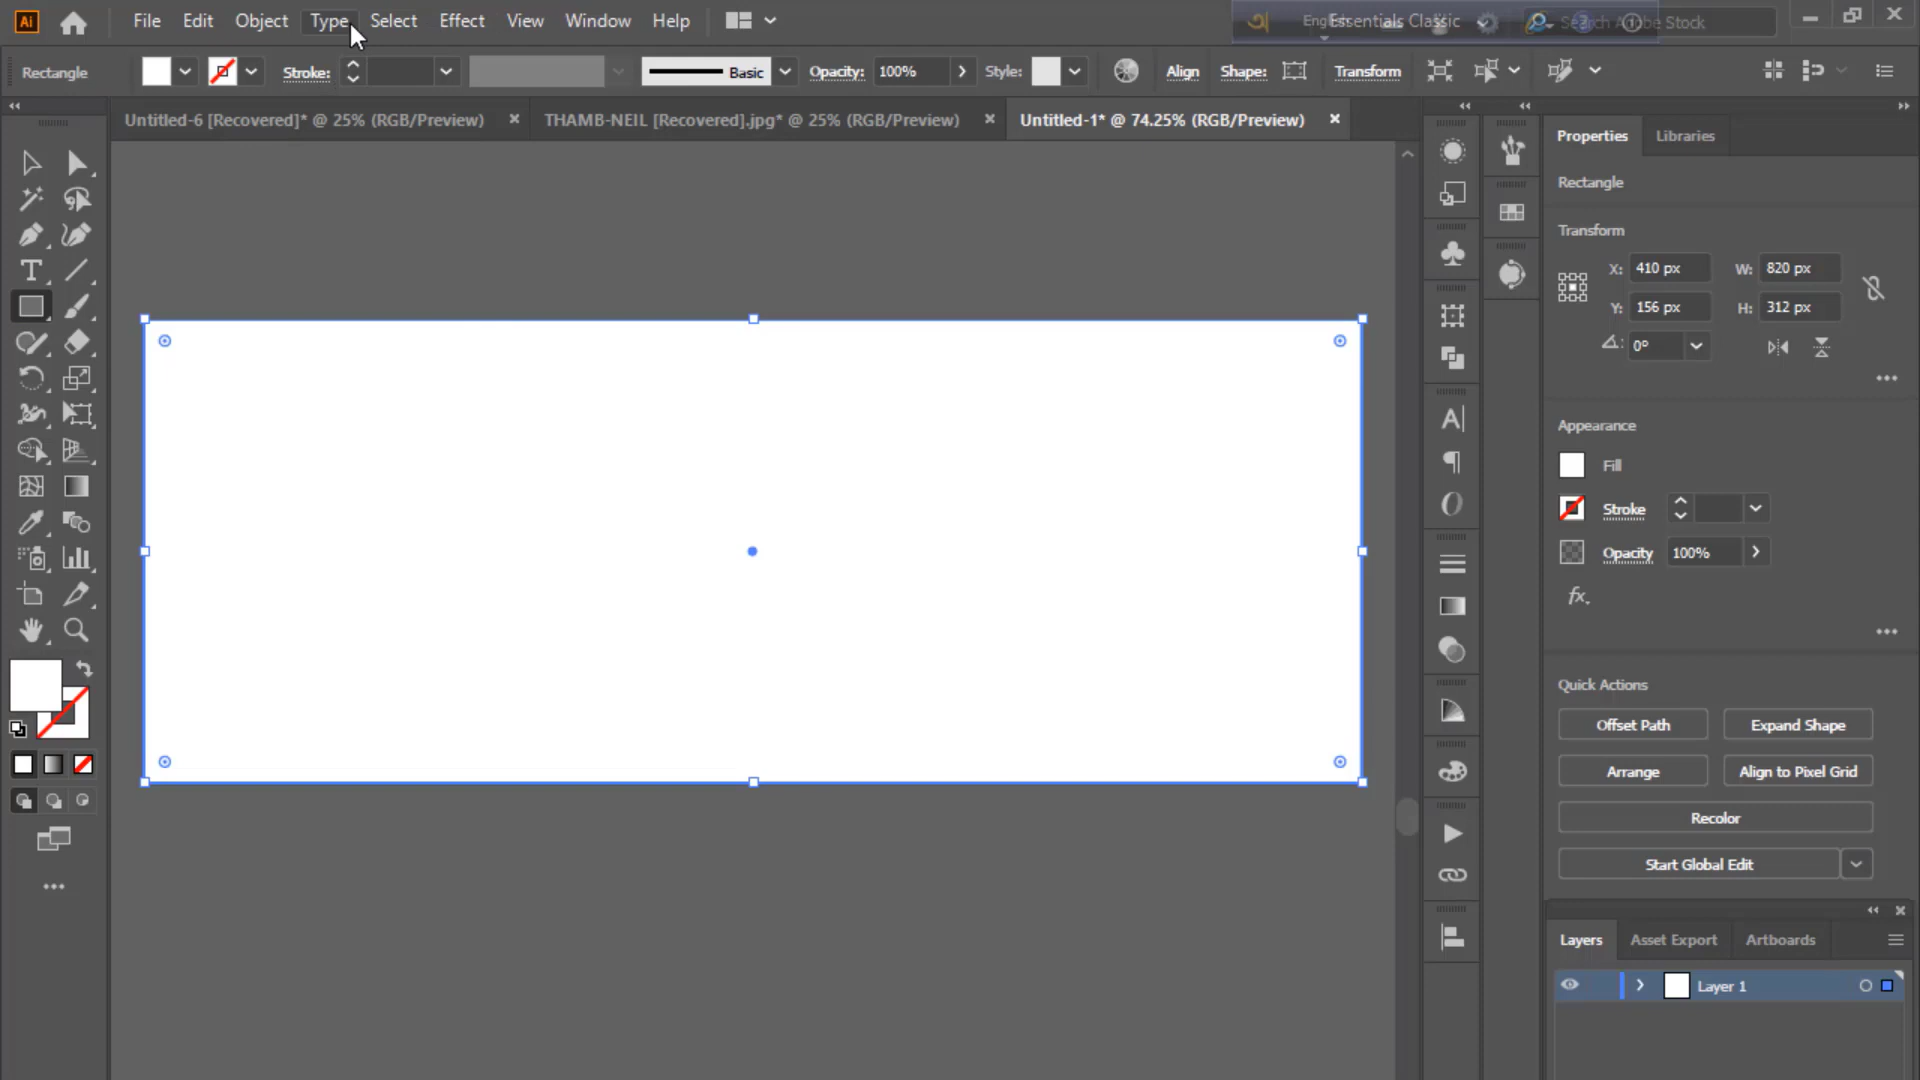 Ai File Edit Object Type Select Effect View Window Help Essentials Classic Search Adobe Stock
Rectangle Stroke: Basic Opacity: 100% Style: Align Shape: Transform
Untitled-6 [Recovered]* @ 25% (RGB/Preview) × THAMB-NEIL [Recovered].jpg* @ 25% (RGB/Preview) × Untitled-1* @ 74.25% (RGB/Preview) ×
Properties Libraries
Rectangle
Transform
X: 410 px W: 820 px
Y: 156 px H: 312 px
0°
Appearance
Fill
Stroke
Opacity 100%
fx
Quick Actions
Offset Path Expand Shape
Arrange Align to Pixel Grid
Recolor
Start Global Edit
Layers Asset Export Artboards
Layer 1